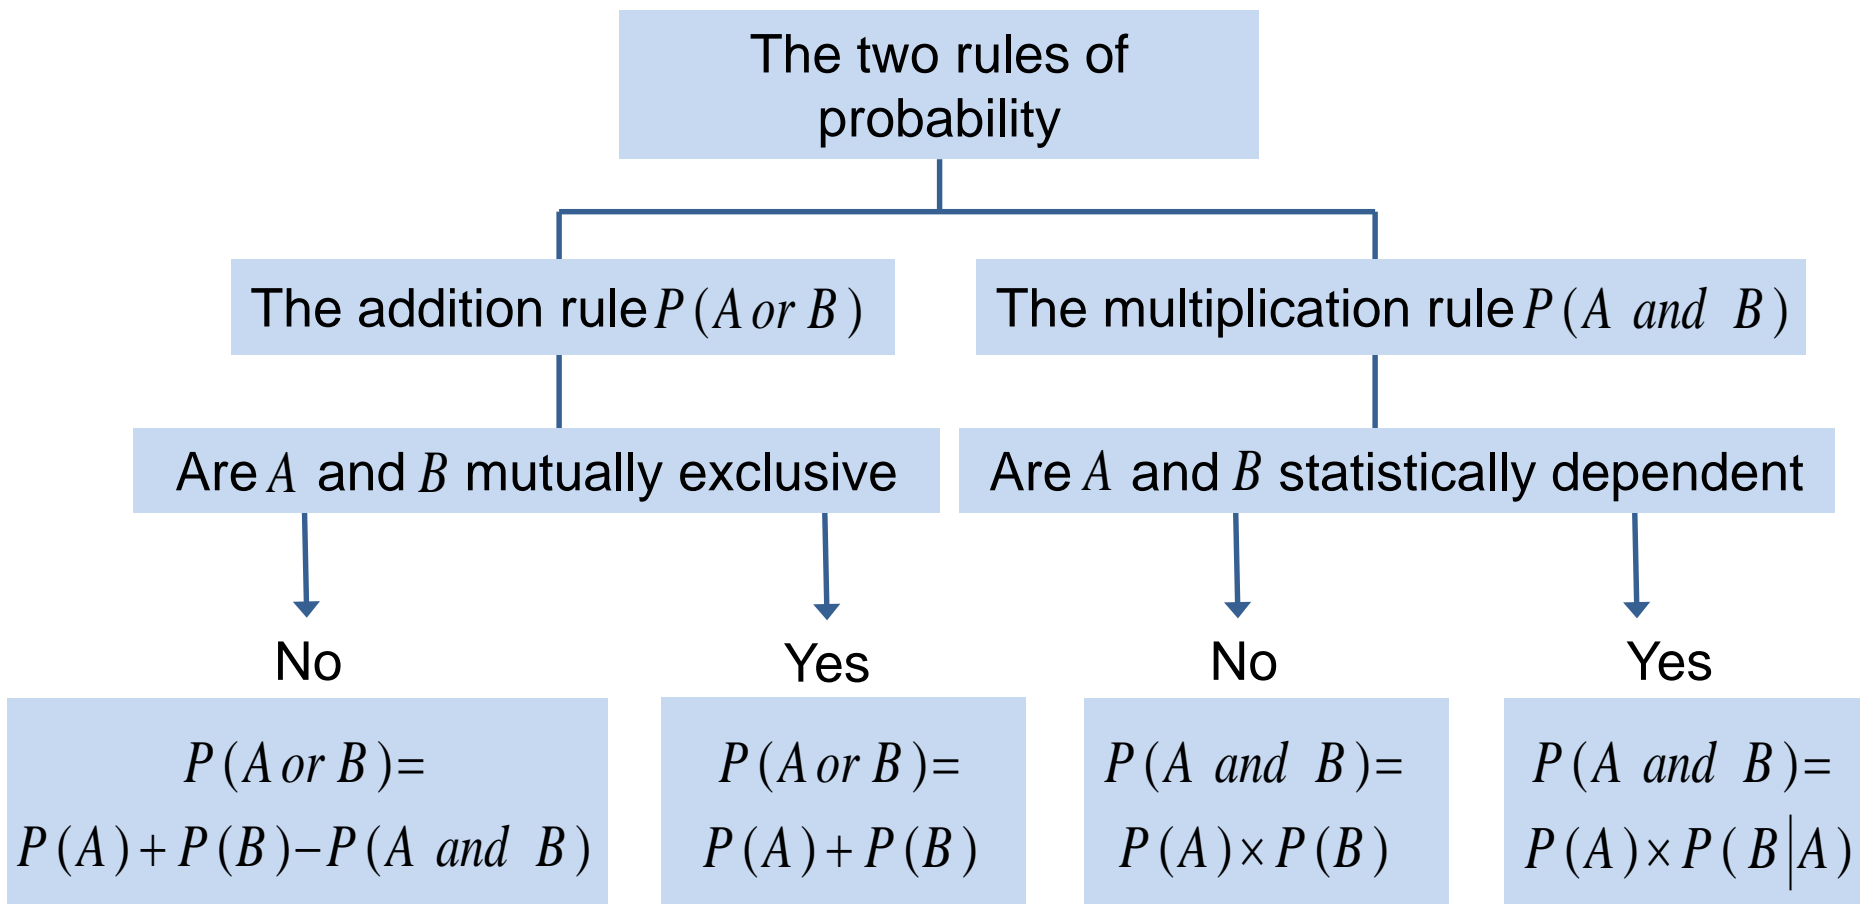 The two rules of
probability
The addition rule P(A or B)
The multiplication rule P(A and B)
Are A and B mutually exclusive
Are A and B statistically dependent
No
Yes
No
Yes
P(A or B)=
P(A)+P(B)−P(A and B)
P(A or B)=
P(A)+P(B)
P(A and B)=
P(A)×P(B)
P(A and B)=
P(A)×P(B|A)